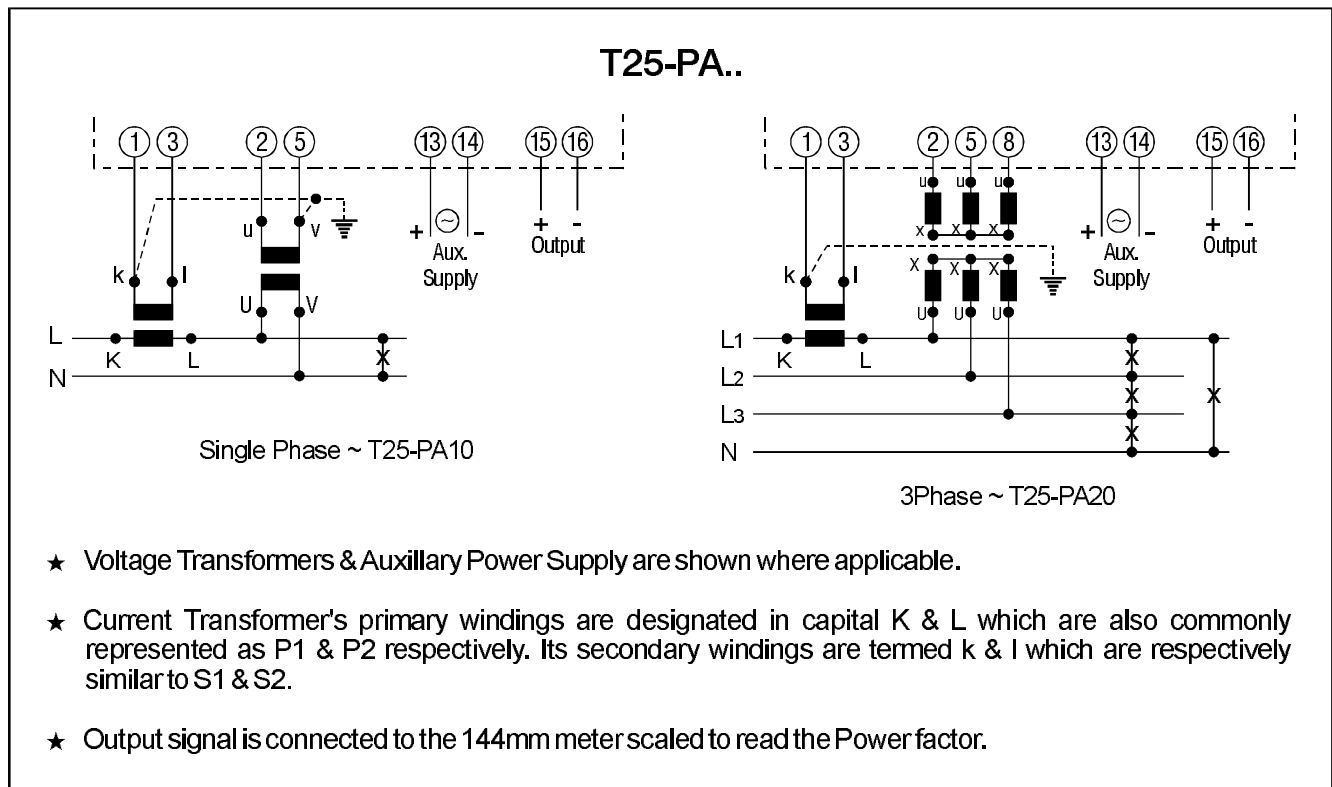 T25-PA..
1 3 2 5 13 14 15 16
u v + ~ - + -
Aux. Supply
Output
k l
U V
L K L
N
X
Single Phase ~ T25-PA10
1 3 2 5 8 13 14 15 16
u u u
x x x + ~ - + -
Aux. Supply
Output
k l X X X
U U U
L1 K L
L2 X
L3 X X
N X
3Phase ~ T25-PA20
★ Voltage Transformers & Auxillary Power Supply are shown where applicable.
★ Current Transformer's primary windings are designated in capital K & L which are also commonly
represented as P1 & P2 respectively. Its secondary windings are termed k & l which are respectively
similar to S1 & S2.
★ Output signal is connected to the 144mm meter scaled to read the Power factor.